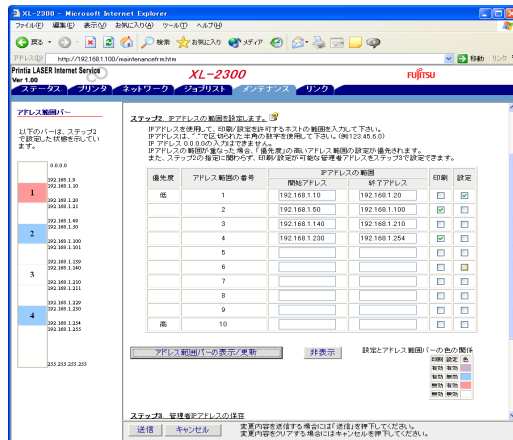 XL-2300 - Microsoft Internet Explorer
ファイル(F) 編集(E) 表示(V) お気に入り(A) ツール(T) ヘルプ(H)
戻る 検索 お気に入り メディア
アドレス(D) http://192.168.1.100/maintenancefrm.htm 移動 リンク
Printia LASER Internet Service
Ver 1.00
XL-2300
FUJITSU
ステータス プリンタ ネットワーク ジョブリスト メンテナンス リンク
アドレス範囲バー
以下のバーは、ステップ2
で設定した状態を示してい
ます。
0.0.0.0
192.168.1.9
192.168.1.10
1
192.168.1.20
192.168.1.21
192.168.1.49
192.168.1.50
2
192.168.1.100
192.168.1.101
192.168.1.139
192.168.1.140
3
192.168.1.210
192.168.1.211
192.168.1.229
192.168.1.230
4
192.168.1.254
192.168.1.255
255.255.255.255
ステップ2. IPアドレスの範囲を設定します。
IPアドレスを使用して、印刷/設定を許可するホストの範囲を入力して下さい。
IPアドレスは、"."で区切られた半角の数字を使用して下さい。(例:123.45.6.0)
IP アドレス 0.0.0.0の入力はできません。
IPアドレスの範囲が重なった場合、「優先度」の高いアドレス範囲の設定が優先されます。
また、ステップ2の指定に関わらず、印刷/設定が可能な管理者アドレスをステップ3で設定できます。
優先度 アドレス範囲の番号 IPアドレスの範囲 印刷 設定
開始アドレス 終了アドレス
低 1 192.168.1.10 192.168.1.20
2 192.168.1.50 192.168.1.100
3 192.168.1.140 192.168.1.210
4 192.168.1.230 192.168.1.254
5
6
7
8
9
高 10
アドレス範囲バーの表示/更新 非表示
設定とアドレス範囲バーの色の関係
印刷 設定 色
有効 有効
有効 無効
無効 有効
無効 無効
ステップ3. 管理者IPアドレスの保存
送信 キャンセル
変更内容を送信する場合には「送信」を押下してください。
変更内容をクリアする場合にはキャンセルを押下してください。